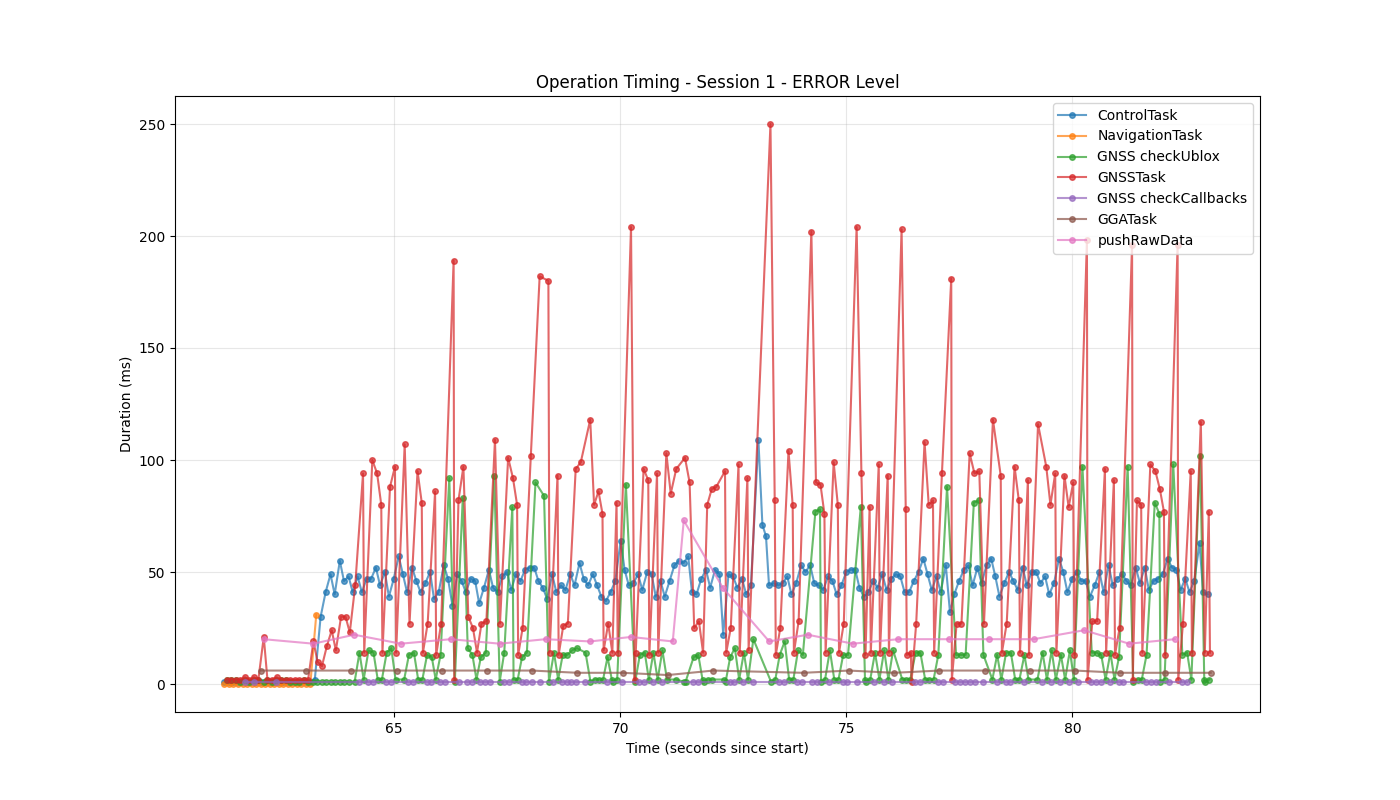 Operation Timing - Session 1 - ERROR Level
250
200
150
100
50
0
Duration (ms)
65
70
75
80
Time (seconds since start)
ControlTask
NavigationTask
GNSS checkUblox
GNSSTask
GNSS checkCallbacks
GGATask
pushRawData